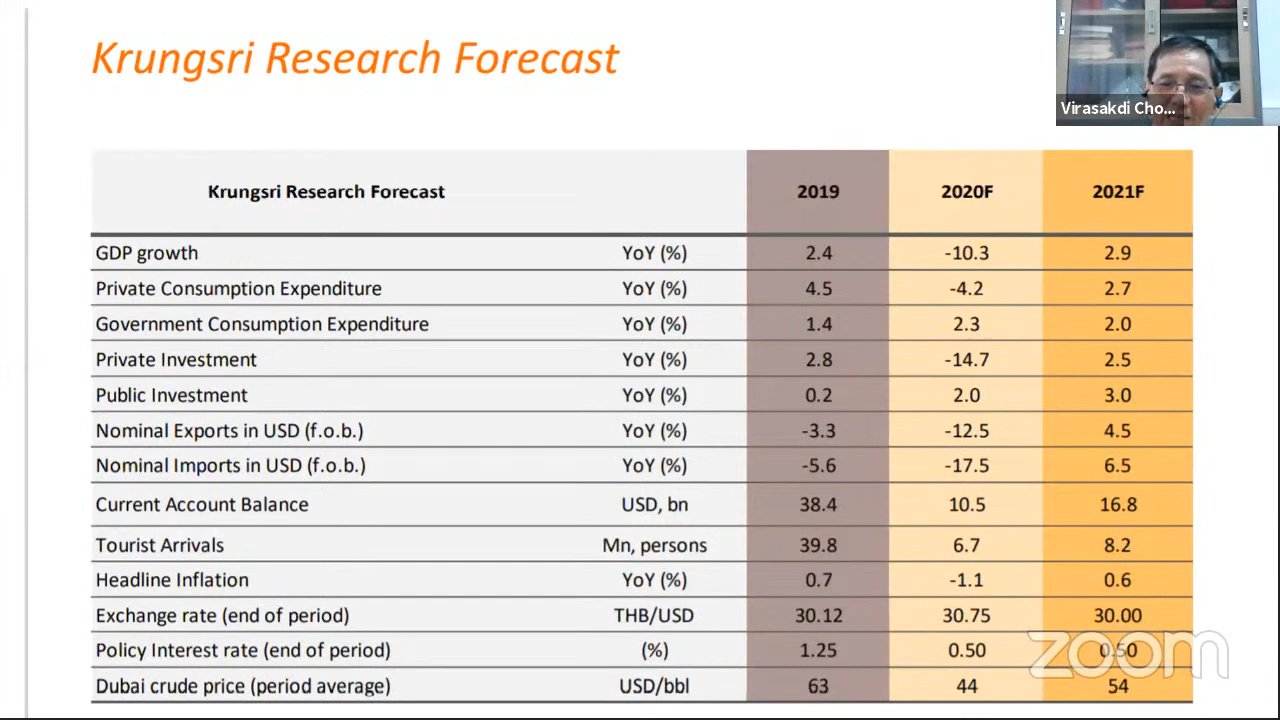 Krungsri Research Forecast
Virasakdi Cho...
Krungsri Research Forecast 2019 2020F 2021F
GDP growth YoY (%) 2.4 -10.3 2.9
Private Consumption Expenditure YoY (%) 4.5 -4.2 2.7
Government Consumption Expenditure YoY (%) 1.4 2.3 2.0
Private Investment YoY (%) 2.8 -14.7 2.5
Public Investment YoY (%) 0.2 2.0 3.0
Nominal Exports in USD (f.o.b.) YoY (%) -3.3 -12.5 4.5
Nominal Imports in USD (f.o.b.) YoY (%) -5.6 -17.5 6.5
Current Account Balance USD, bn 38.4 10.5 16.8
Tourist Arrivals Mn, persons 39.8 6.7 8.2
Headline Inflation YoY (%) 0.7 -1.1 0.6
Exchange rate (end of period) THB/USD 30.12 30.75 30.00
Policy Interest rate (end of period) (%) 1.25 0.50 0.50
Dubai crude price (period average) USD/bbl 63 44 54
zoom